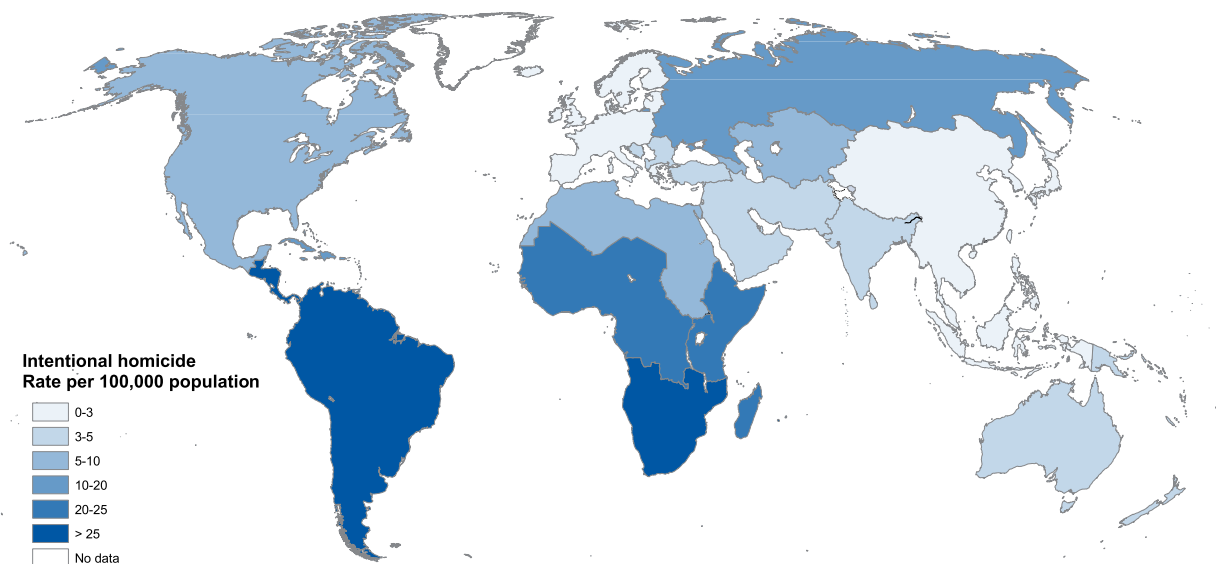 Intentional homicide
Rate per 100,000 population
0-3
3-5
5-10
10-20
20-25
> 25
No data